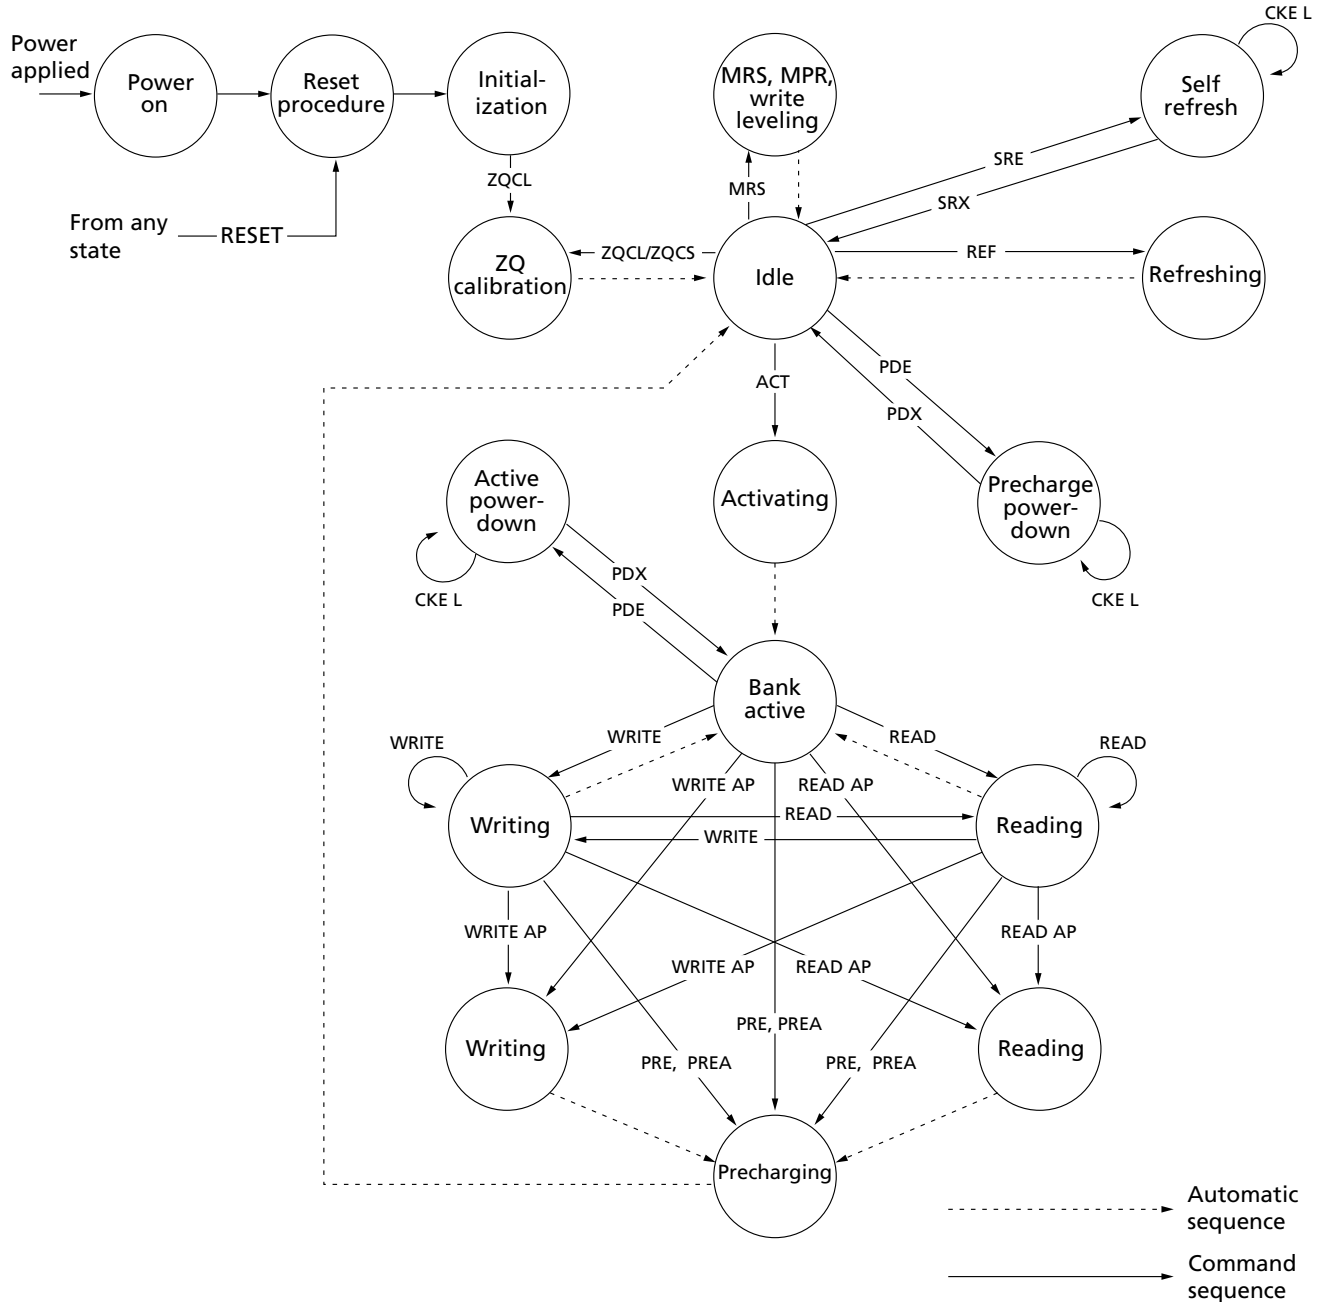 CKE L
Power
applied
Power
on
Reset
procedure
Initial-
ization
MRS, MPR,
write
leveling
Self
refresh
SRE
ZQCL
MRS
SRX
From any
state
RESET
ZQCL/ZQCS
REF
ZQ
calibration
Idle
Refreshing
PDE
ACT
PDX
Active
power-
down
Activating
Precharge
power-
down
PDX
CKE L
PDE
CKE L
Bank
active
WRITE
WRITE
READ
READ
WRITE AP
READ AP
READ
Writing
Reading
WRITE
WRITE AP
READ AP
WRITE AP
READ AP
PRE, PREA
Writing
Reading
PRE, PREA
PRE, PREA
Precharging
Automatic
sequence
Command
sequence